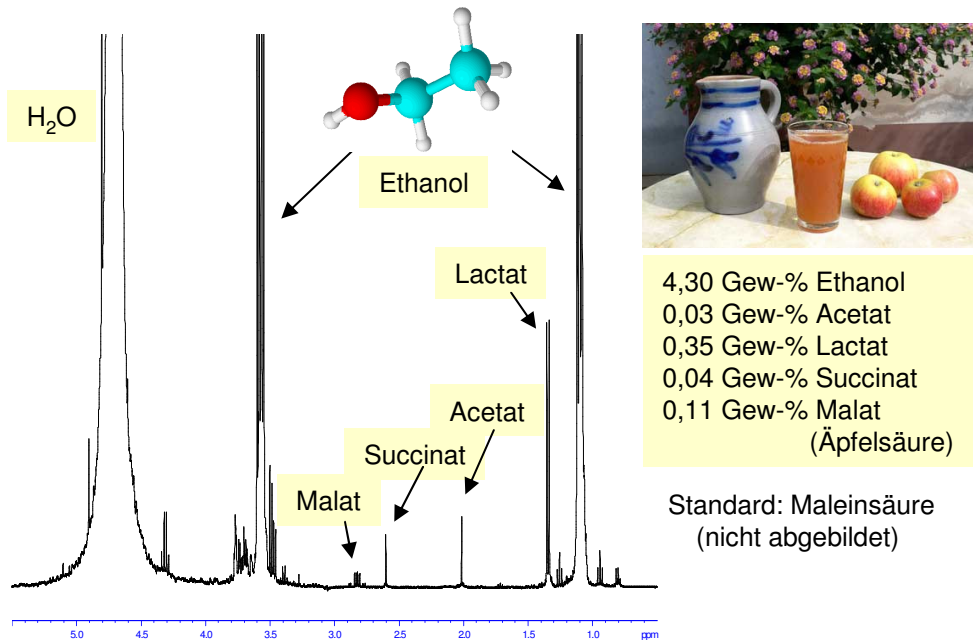 H₂O
Ethanol
Lactat
Acetat
Succinat
Malat
4,30 Gew-% Ethanol
0,03 Gew-% Acetat
0,35 Gew-% Lactat
0,04 Gew-% Succinat
0,11 Gew-% Malat
(Äpfelsäure)
Standard: Maleinsäure
(nicht abgebildet)
5.0 4.5 4.0 3.5 3.0 2.5 2.0 1.5 1.0 ppm